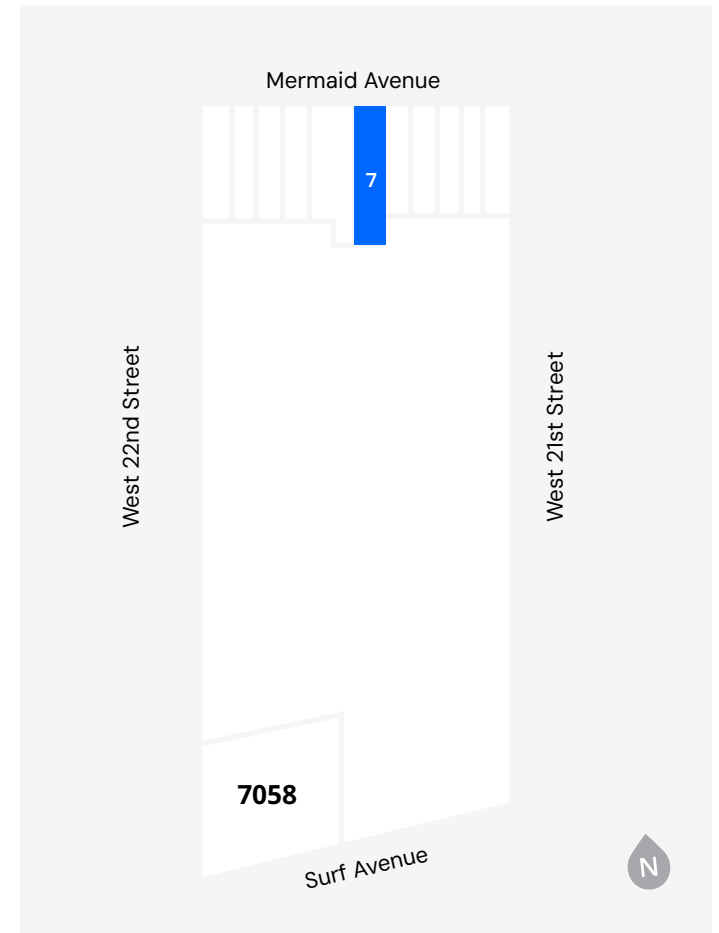 Mermaid Avenue
7
West 22nd Street
West 21st Street
7058
Surf Avenue
N